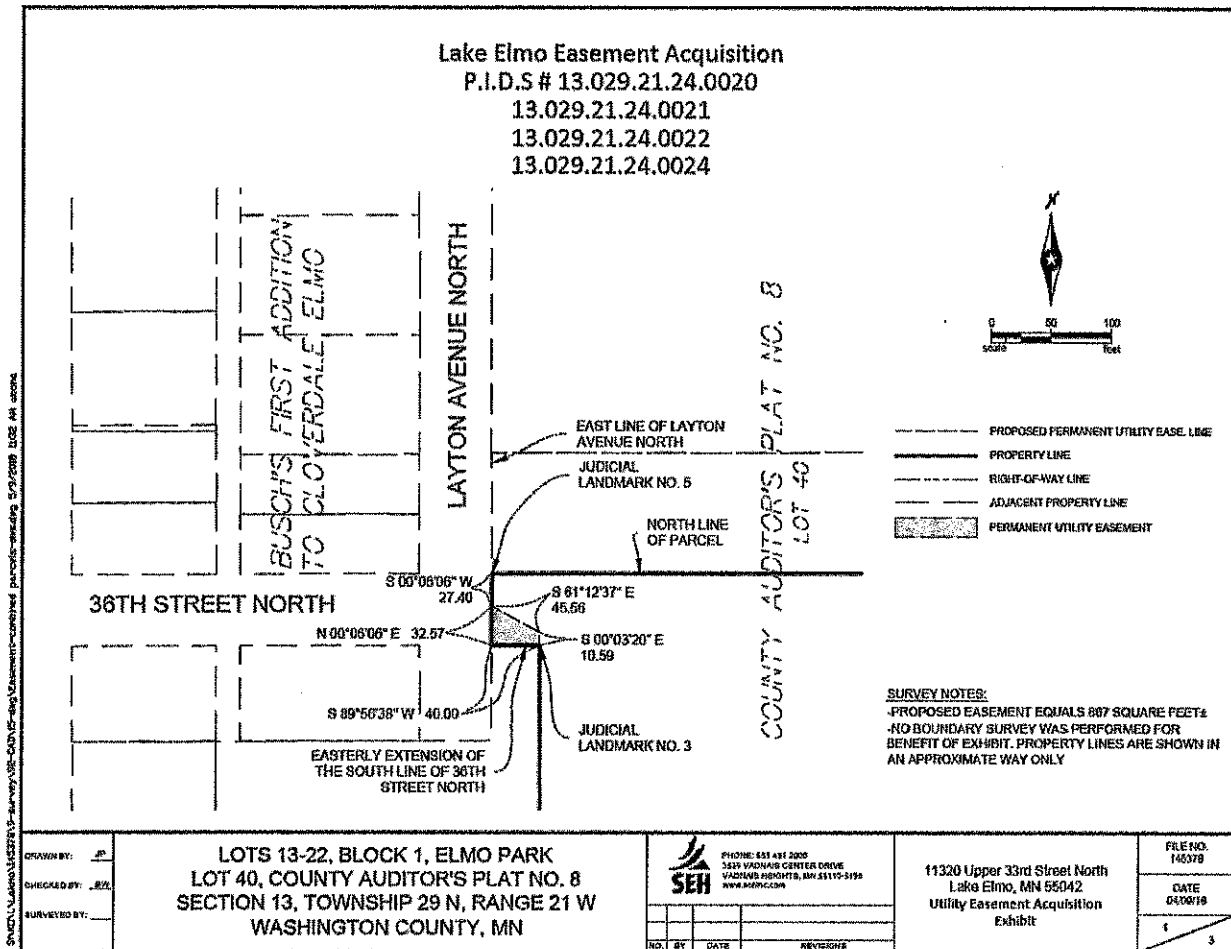 Lake Elmo Easement Acquisition
P.I.D.S # 13.029.21.24.0020
13.029.21.24.0021
13.029.21.24.0022
13.029.21.24.0024
BUSCH'S FIRST ADDITION
TO CLOVERDALE ELMO
LAYTON AVENUE NORTH
COUNTY AUDITOR'S PLAT NO. 8
LOT 40
N
0 50 100
scale feet
EAST LINE OF LAYTON
AVENUE NORTH
JUDICIAL
LANDMARK NO. 5
NORTH LINE
OF PARCEL
PROPOSED PERMANENT UTILITY EASE. LINE
PROPERTY LINE
RIGHT-OF-WAY LINE
ADJACENT PROPERTY LINE
PERMANENT UTILITY EASEMENT
36TH STREET NORTH
S 00°06'06" W
27.40
S 61°12'37" E
45.56
N 00°06'06" E 32.57
S 00°03'20" E
10.59
S 89°56'38" W 40.00
JUDICIAL
LANDMARK NO. 3
EASTERLY EXTENSION OF
THE SOUTH LINE OF 36TH
STREET NORTH
SURVEY NOTES:
-PROPOSED EASEMENT EQUALS SQUARE FEET±
-NO BOUNDARY SURVEY WAS PERFORMED FOR
BENEFIT OF EXHIBIT. PROPERTY LINES ARE SHOWN IN
AN APPROXIMATE WAY ONLY
DRAWN BY: JP
CHECKED BY:
SURVEYED BY:
LOTS 13-22, BLOCK 1, ELMO PARK
LOT 40, COUNTY AUDITOR'S PLAT NO. 8
SECTION 13, TOWNSHIP 29 N, RANGE 21 W
WASHINGTON COUNTY, MN
SEH
PHONE:
VADNAIS CENTER DRIVE
VADNAIS HEIGHTS, MN
NO. BY DATE REVISIONS
11320 Upper 33rd Street North
Lake Elmo, MN 55042
Utility Easement Acquisition
Exhibit
FILE NO.
DATE
1
3